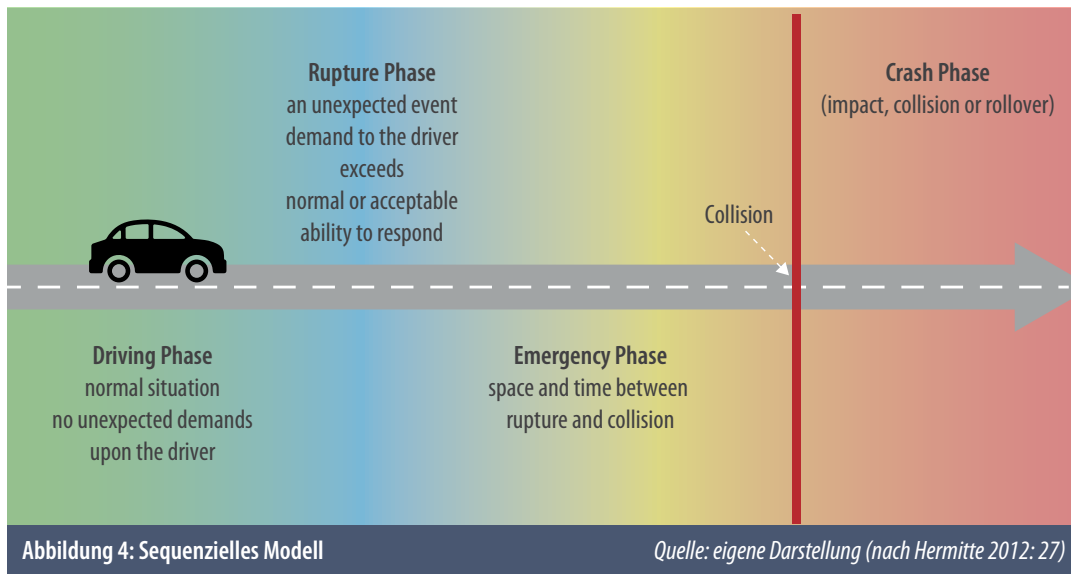 Rupture Phase
an unexpected event
demand to the driver
exceeds
normal or acceptable
ability to respond
Crash Phase
(impact, collision or rollover)
Collision
Driving Phase
normal situation
no unexpected demands
upon the driver
Emergency Phase
space and time between
rupture and collision
Abbildung 4: Sequenzielles Modell
Quelle: eigene Darstellung (nach Hermitte 2012: 27)